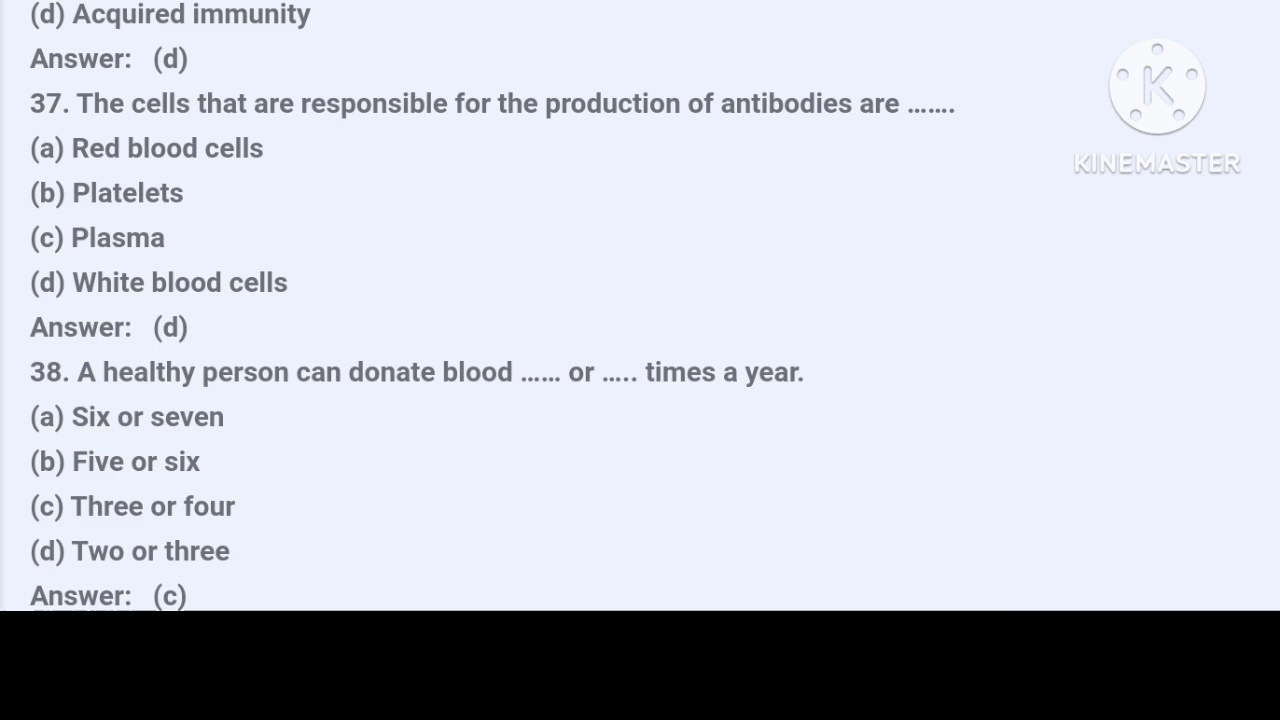 (d) Acquired immunity
Answer: (d)
37. The cells that are responsible for the production of antibodies are …….
(a) Red blood cells
(b) Platelets
(c) Plasma
(d) White blood cells
Answer: (d)
38. A healthy person can donate blood …… or ….. times a year.
(a) Six or seven
(b) Five or six
(c) Three or four
(d) Two or three
Answer: (c)
K
KINEMASTER